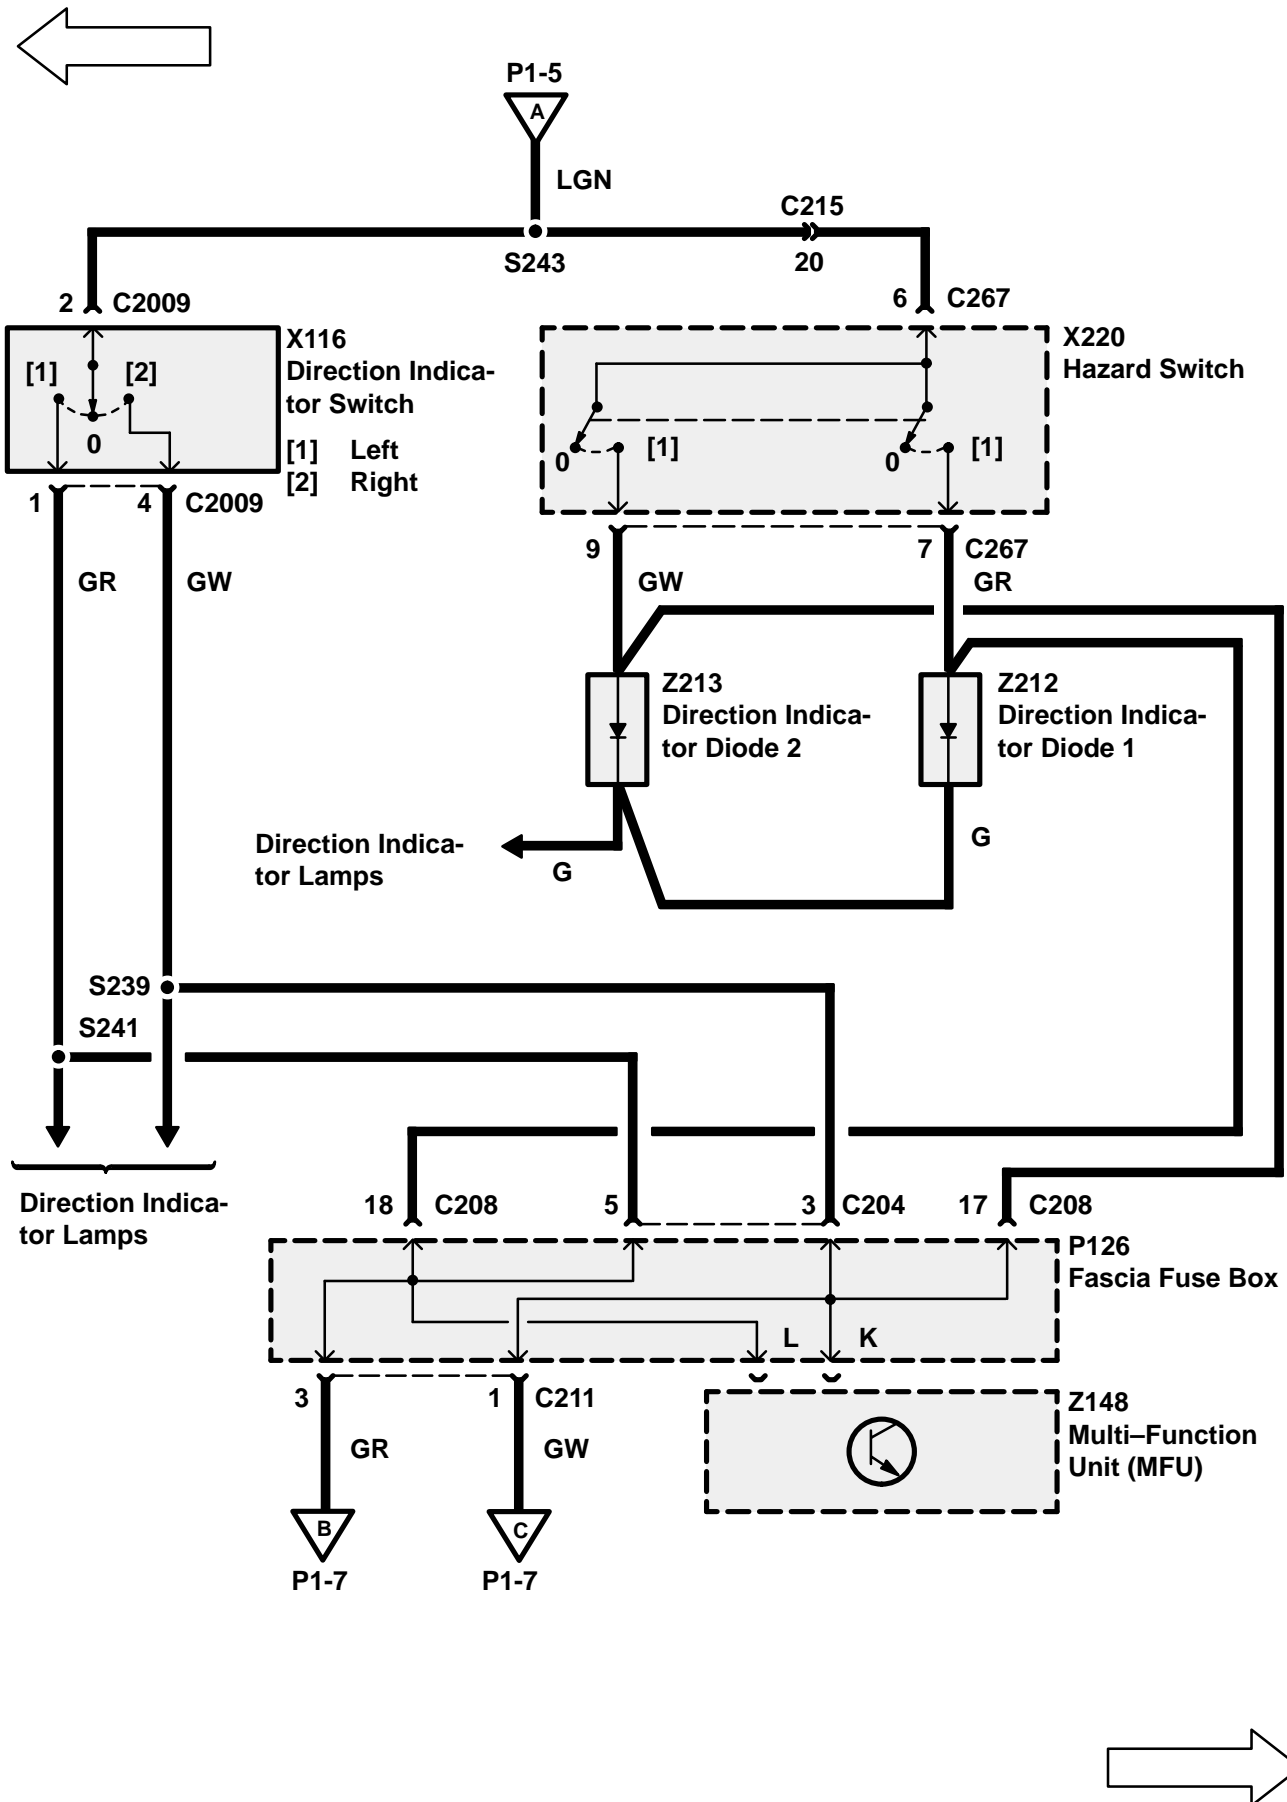 P1-5
A
LGN
C215
S243
20
2 C2009
6 C267
X116
Direction Indica-
tor Switch
[1] Left
[2] Right
[1] [2]
0
X220
Hazard Switch
0 [1]
0 [1]
1 4 C2009
9 7 C267
GR GW
GW GR
Z213
Direction Indica-
tor Diode 2
Z212
Direction Indica-
tor Diode 1
Direction Indica-
tor Lamps
G
G
S239
S241
Direction Indica-
tor Lamps
18 C208 5 3 C204 17 C208
P126
Fascia Fuse Box
L K
3 1 C211
Z148
Multi–Function
Unit (MFU)
GR GW
B C
P1-7 P1-7